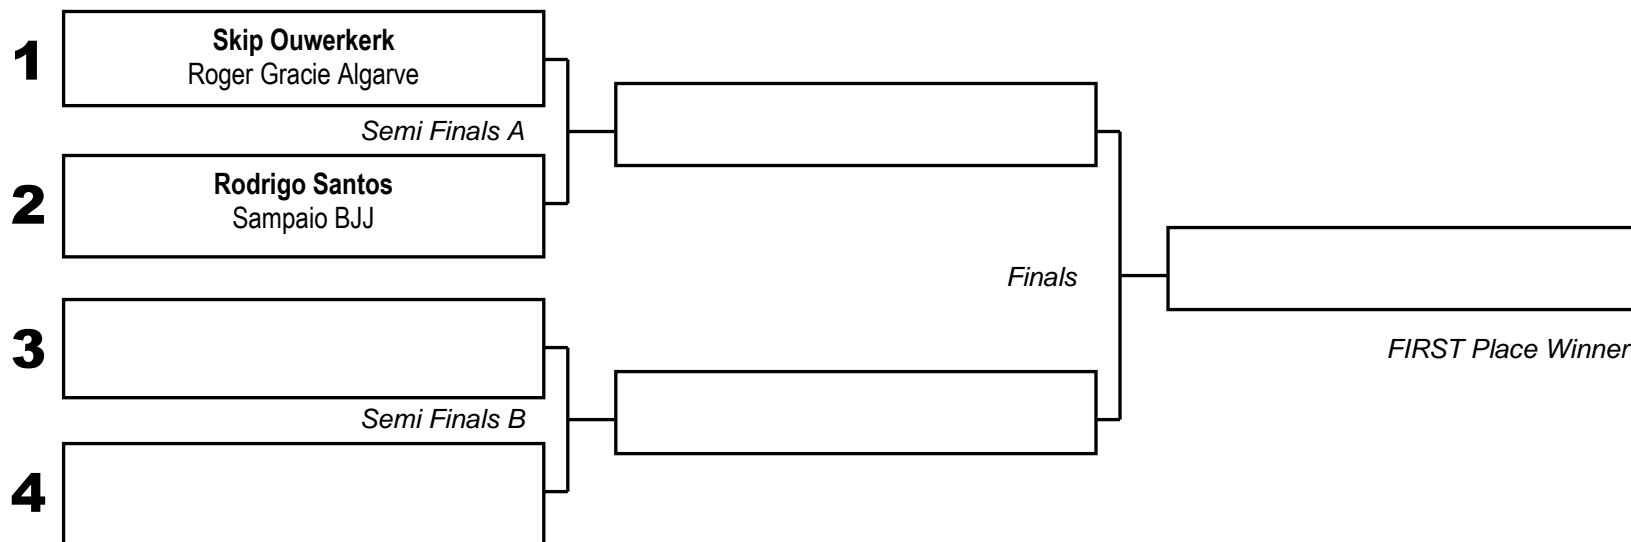 1
Skip Ouwerkerk
Roger Gracie Algarve
Semi Finals A
2
Rodrigo Santos
Sampaio BJJ
Finals
3
FIRST Place Winner
Semi Finals B
4